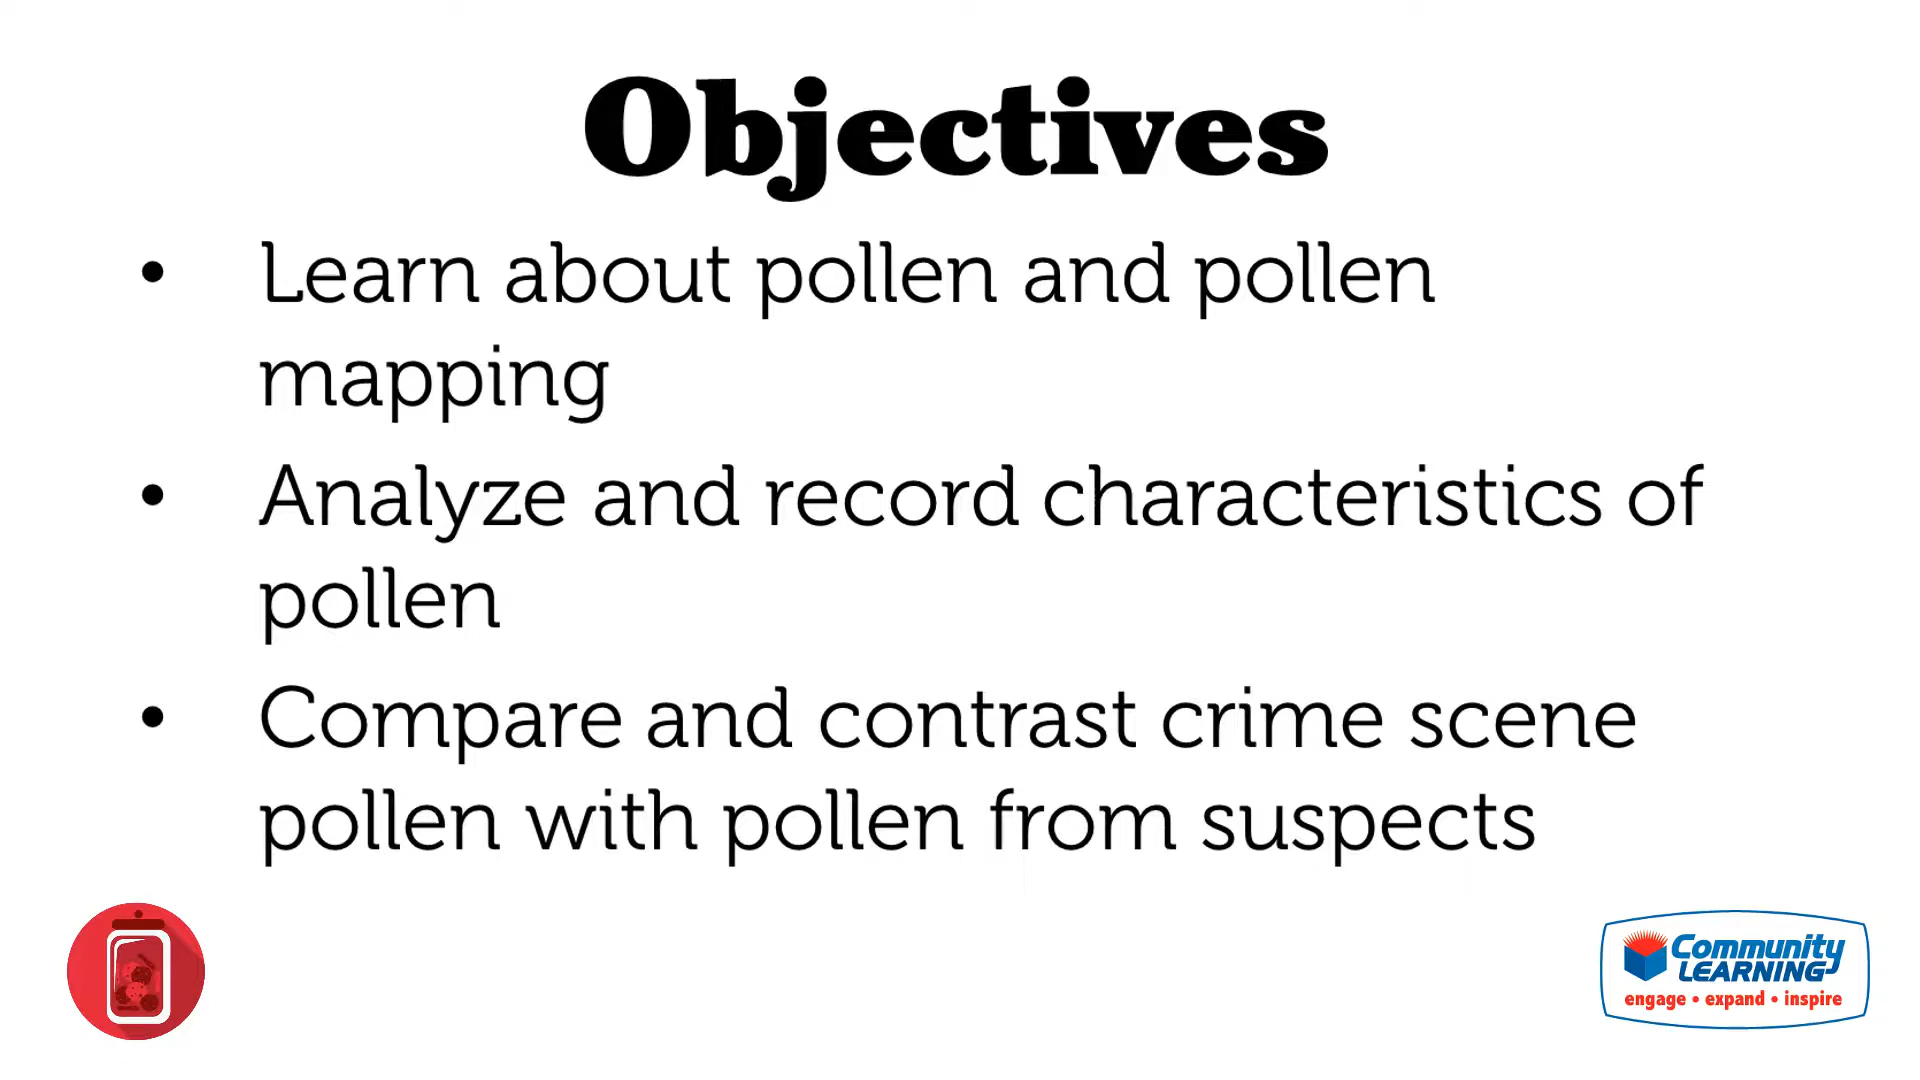 Objectives
• Learn about pollen and pollen
mapping
• Analyze and record characteristics of
pollen
• Compare and contrast crime scene
pollen with pollen from suspects
Community
LEARNING
engage • expand • inspire